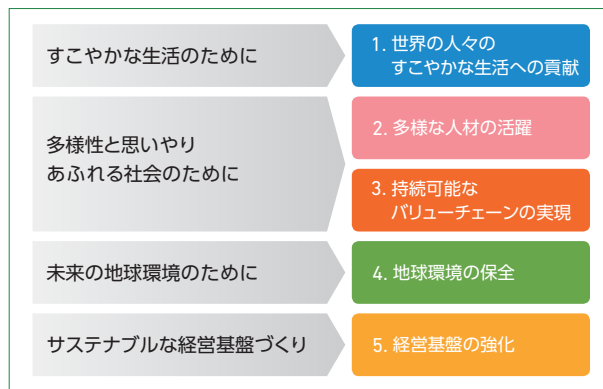 すこやかな生活のために
1. 世界の人々の
すこやかな生活への貢献
多様性と思いやり
あふれる社会のために
2. 多様な人材の活躍
3. 持続可能な
バリューチェーンの実現
未来の地球環境のために
4. 地球環境の保全
サステナブルな経営基盤づくり
5. 経営基盤の強化